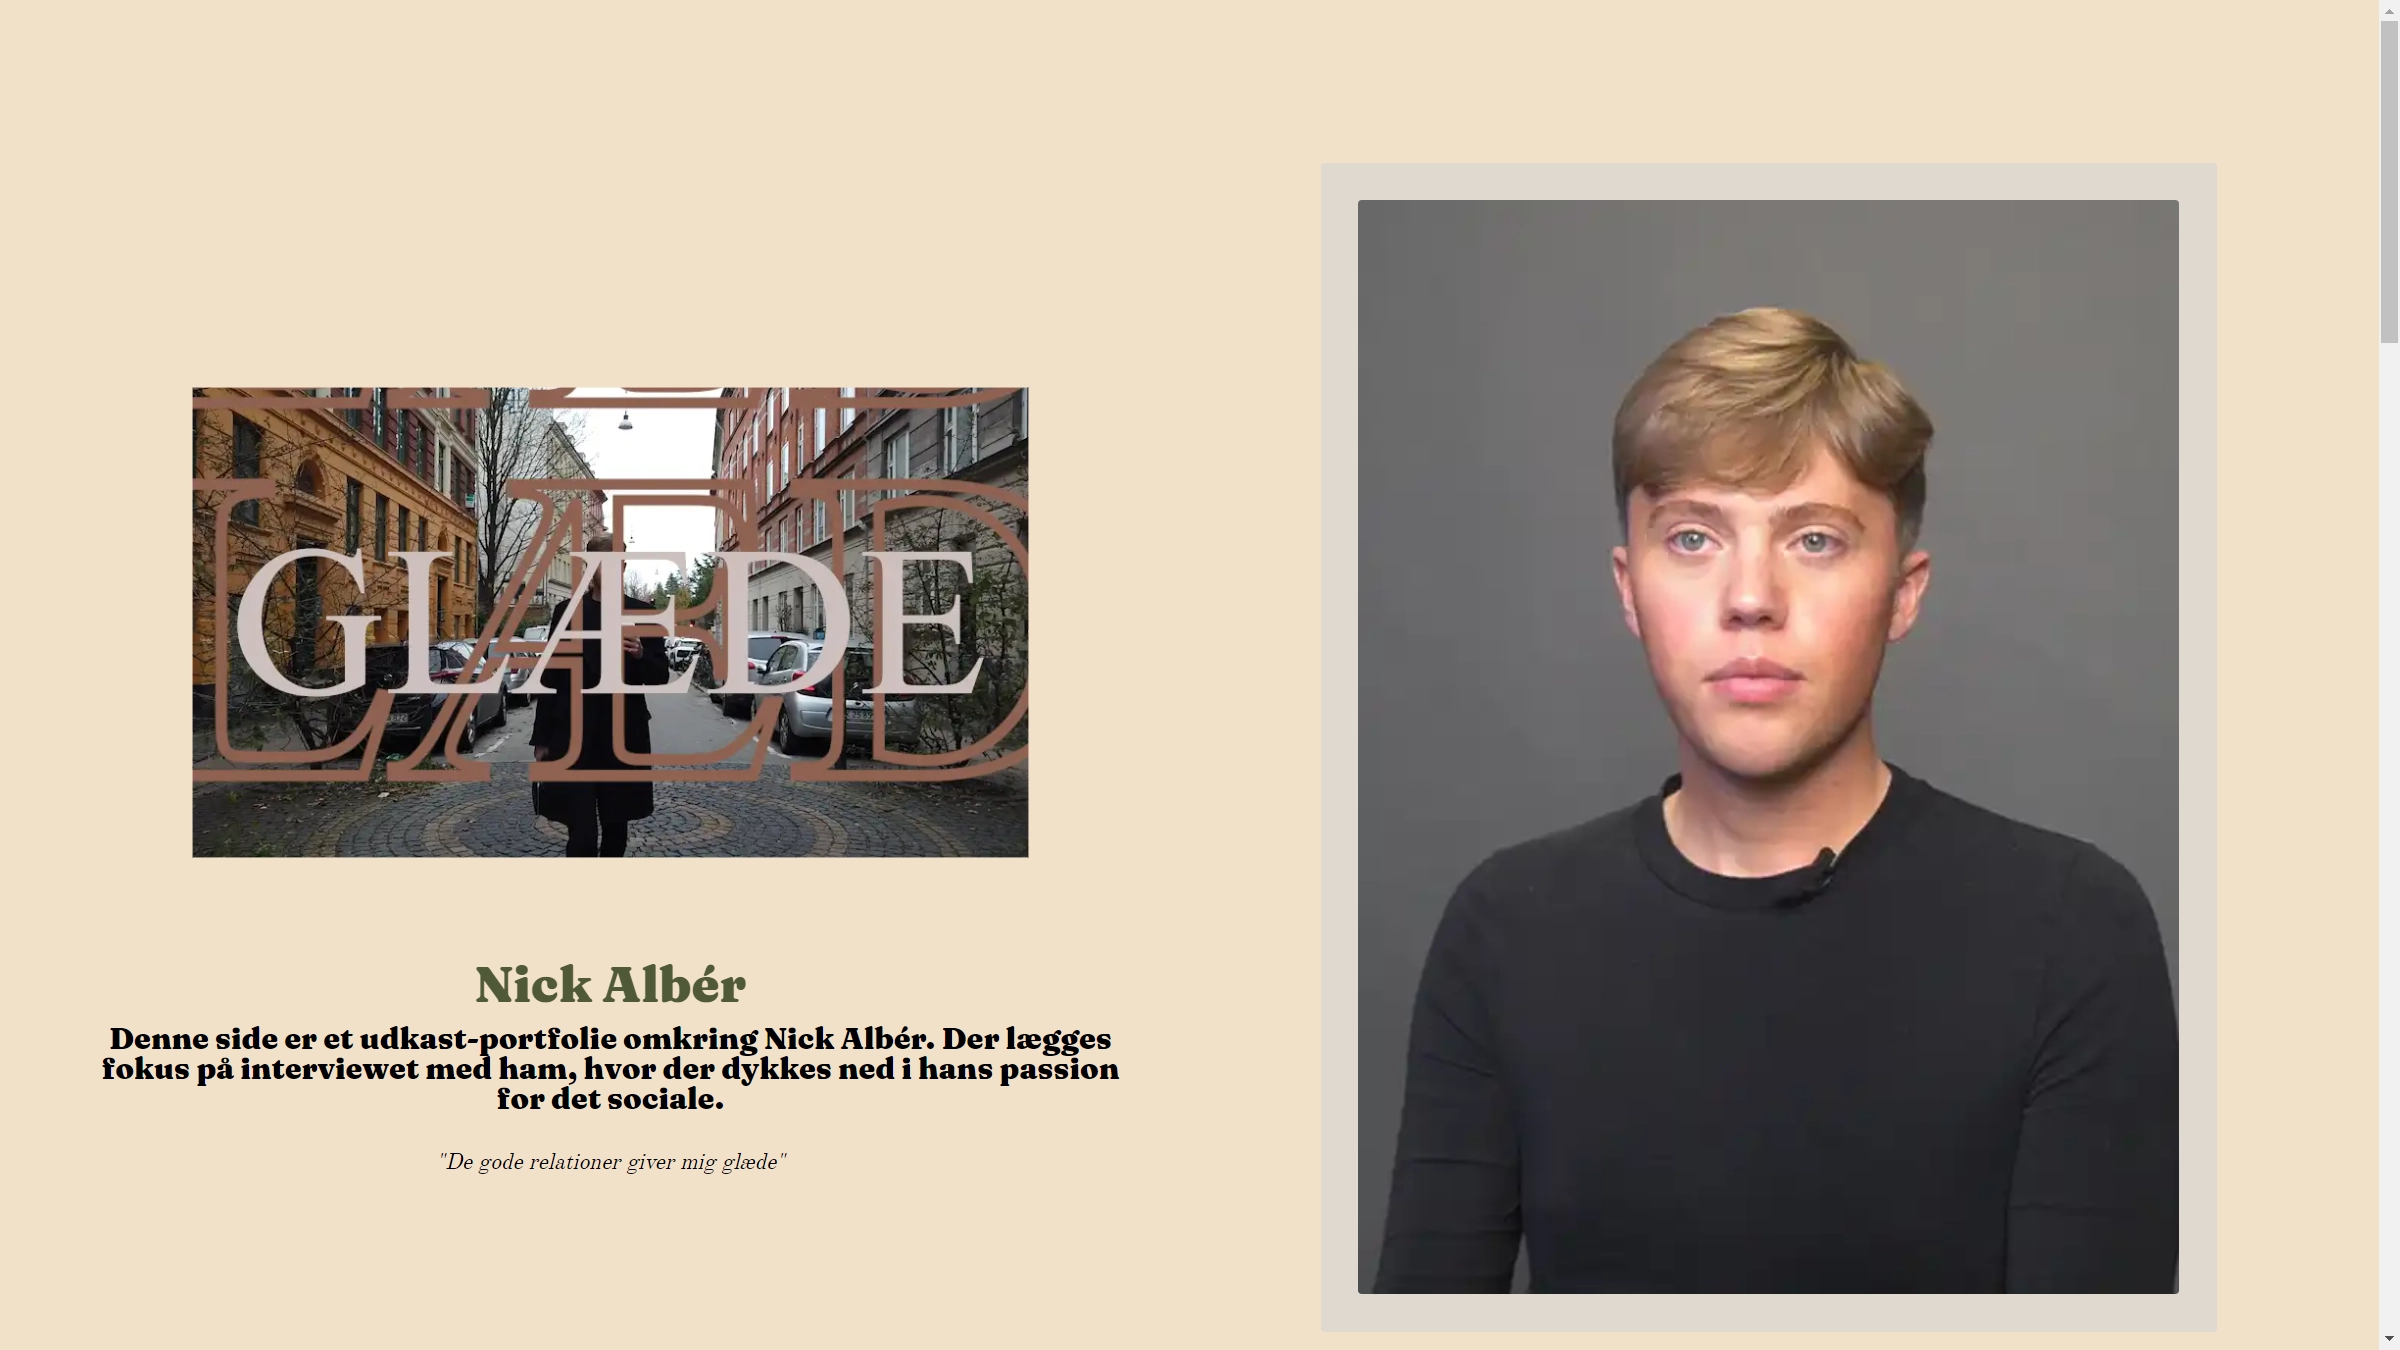 LÆD
GLÆDE
Nick Albér
Denne side er et udkast-portfolie omkring Nick Albér. Der lægges
fokus på interviewet med ham, hvor der dykkes ned i hans passion
for det sociale.
"De gode relationer giver mig glæde"